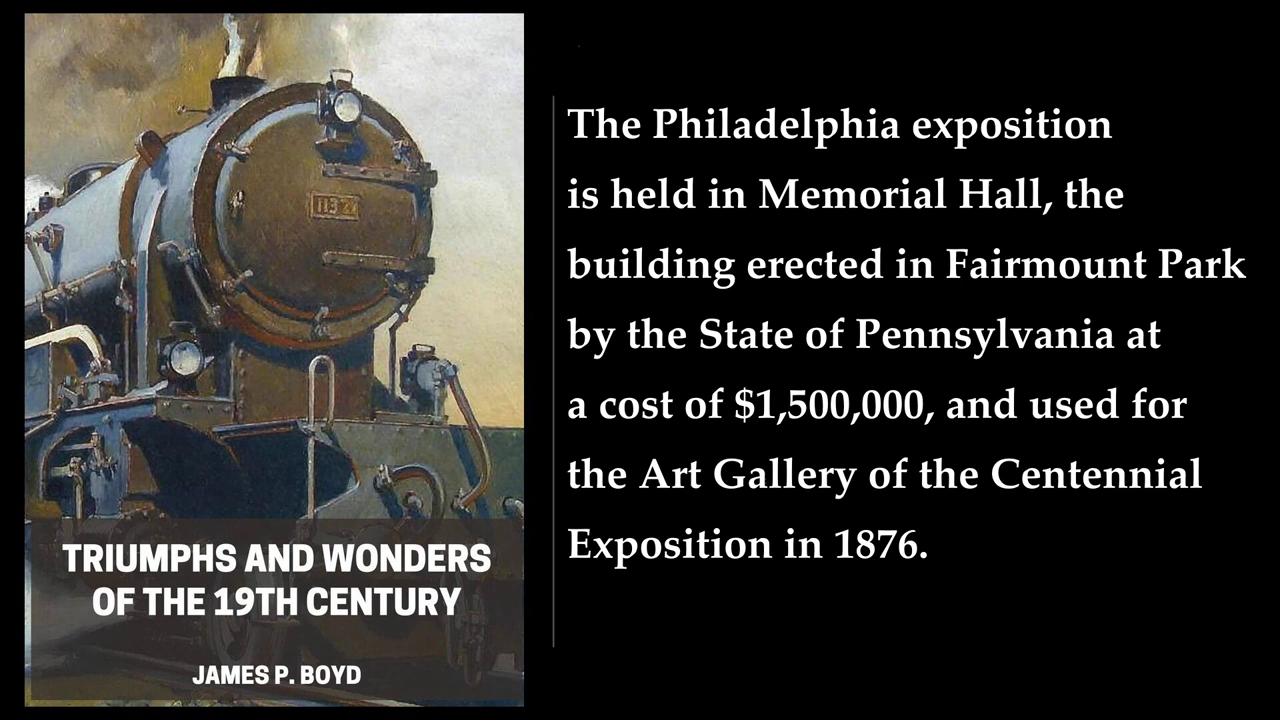 TRIUMPHS AND WONDERS
OF THE 19TH CENTURY
JAMES P. BOYD
The Philadelphia exposition
is held in Memorial Hall, the
building erected in Fairmount Park
by the State of Pennsylvania at
a cost of $1,500,000, and used for
the Art Gallery of the Centennial
Exposition in 1876.